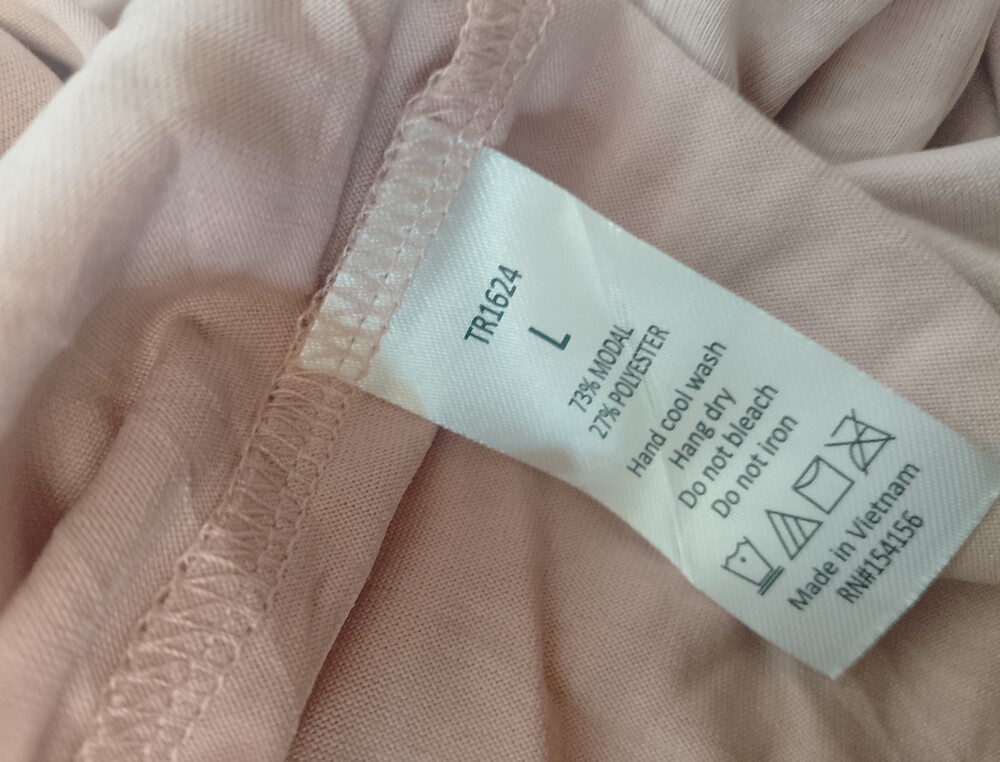 TR1624
L
73% MODAL
27% POLYESTER
Hand cool wash
Hang dry
Do not bleach
Do not iron
Made in Vietnam
RN#154156